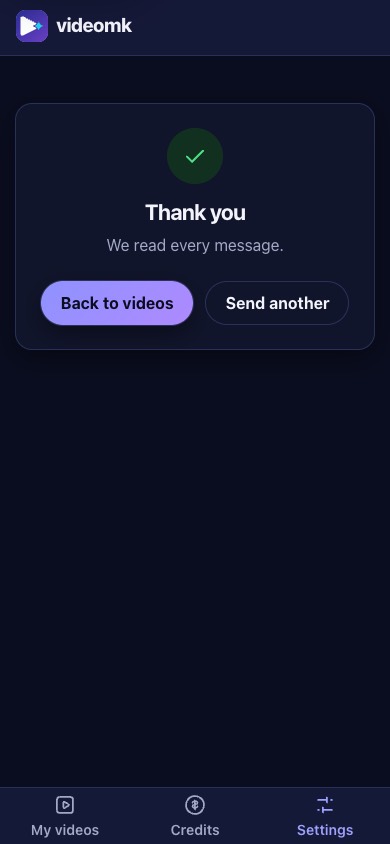 videomk
Thank you
We read every message.
Back to videos
Send another
My videos
Credits
Settings